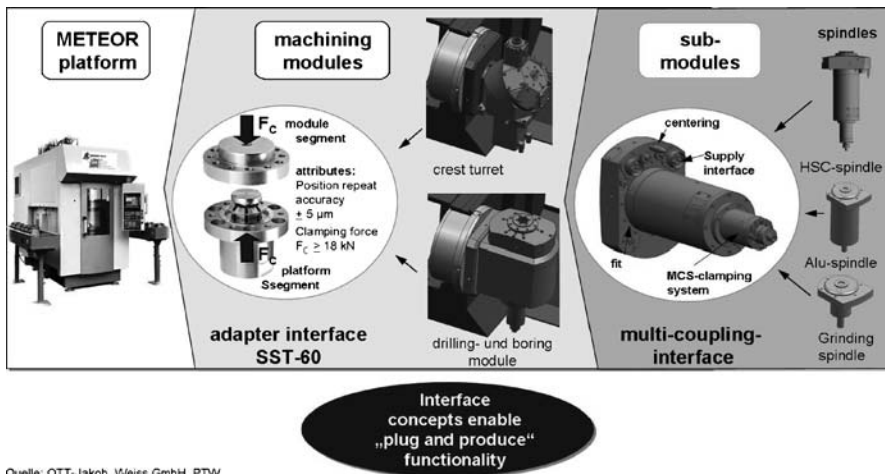 METEOR
platform
machining
modules
sub-
modules
spindles
Fc module
segment
attributes:
Position repeat
accuracy
± 5 µm
Clamping force
Fc ≥ 18 kN
Fc
platform
Ssegment
adapter interface
SST-60
crest turret
drilling- und boring
module
centering
Supply
interface
fit
MCS-clamping
system
multi-coupling-
interface
HSC-spindle
Alu-spindle
Grinding
spindle
Interface
concepts enable
„plug and produce“
functionality
Quelle: OTT-Jakob, Weiss GmbH, PTW